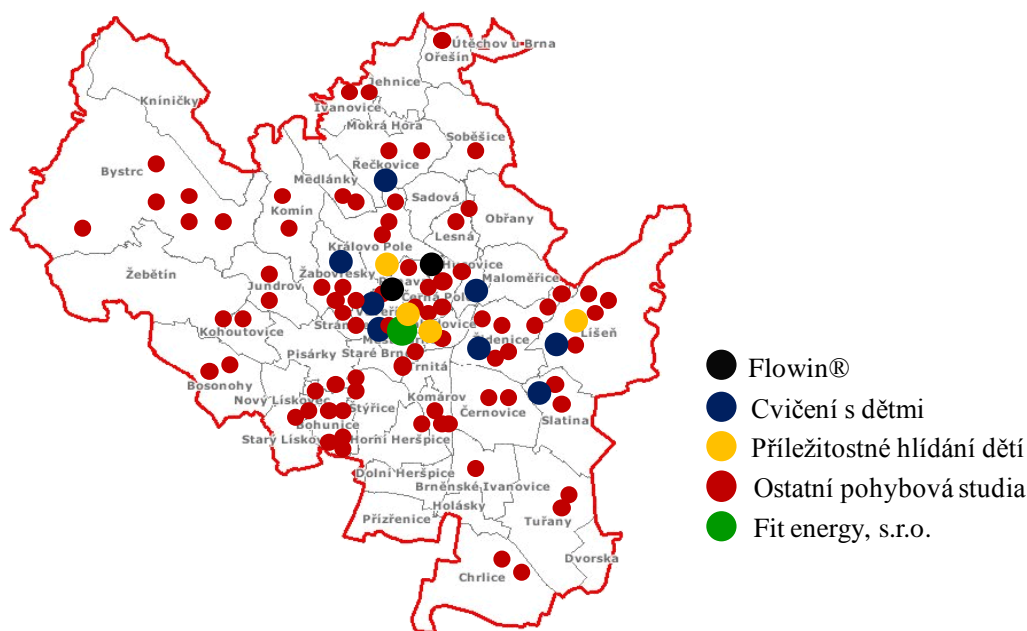 Útěchov u Brna
Ořešín
Jehnice
Kníničky
Ivanovice
Mokrá Hora
Soběšice
Řečkovice
Bystrc
Medlánky
Sadová
Komín
Obřany
Lesná
Královo Pole
Žebětín
Žabovřesky
Husovice
Maloměřice
Jundrov
Černá Pole
Líšeň
Kohoutovice
Židenice
Pisárky
Staré Brno
Trnitá
Bosonohy
Nový Lískovec
Štýřice
Komárov
Černovice
Slatina
Bohunice
Starý Lískovec
Horní Heršpice
Dolní Heršpice
Brněnské Ivanovice
Holásky
Přízřenice
Tuřany
Dvorska
Chrlice
Flowin®
Cvičení s dětmi
Příležitostné hlídání dětí
Ostatní pohybová studia
Fit energy, s.r.o.